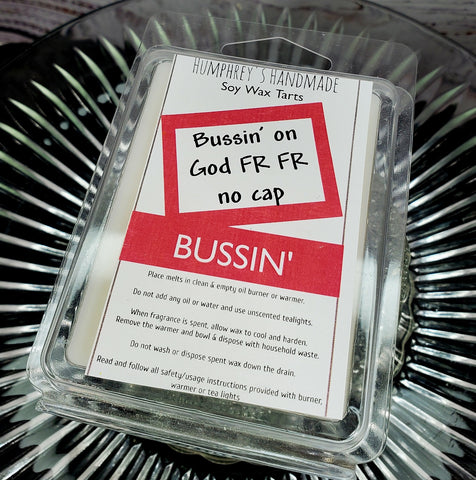 HUMPHREY'S HANDMADE
Soy Wax Tarts
Bussin' on
God FR FR
no cap
BUSSIN'
Place melts in clean & empty oil burner or warmer.
Do not add any oil or water and use unscented tealights.
When fragrance is spent, allow wax to cool and harden.
Remove the warmer and bowl & dispose with household waste.
Do not wash or dispose spent wax down the drain.
Read and follow all safety/usage instructions provided with burner,
warmer or tea lights